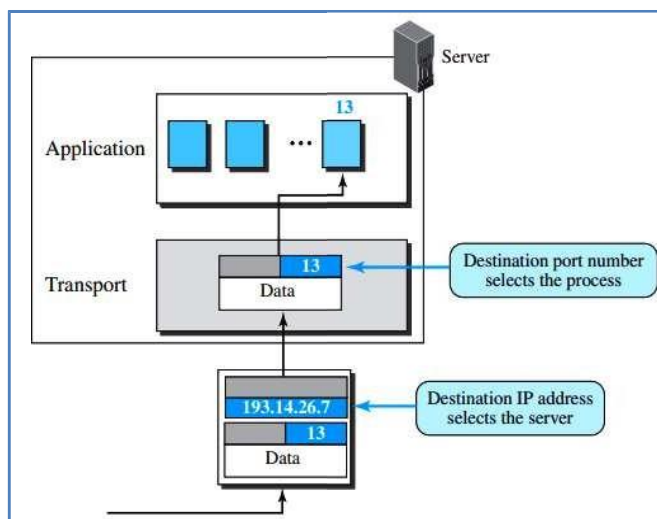 Server
13
Application
...
13
Transport
Data
Destination port number
selects the process
193.14.26.7
Destination IP address
selects the server
13
Data